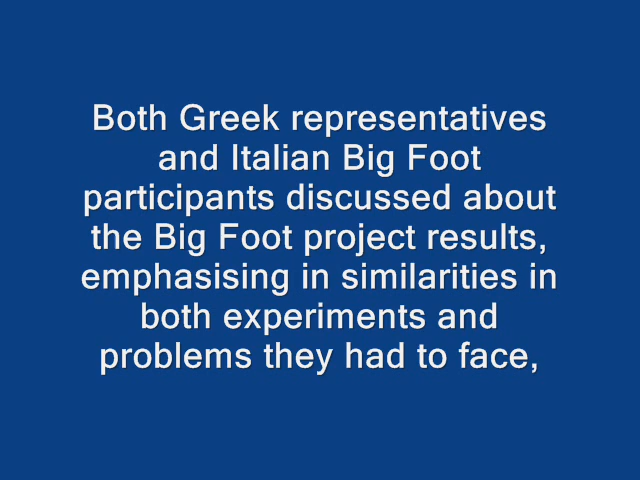 Both Greek representatives
and Italian Big Foot
participants discussed about
the Big Foot project results,
emphasising in similarities in
both experiments and
problems they had to face,